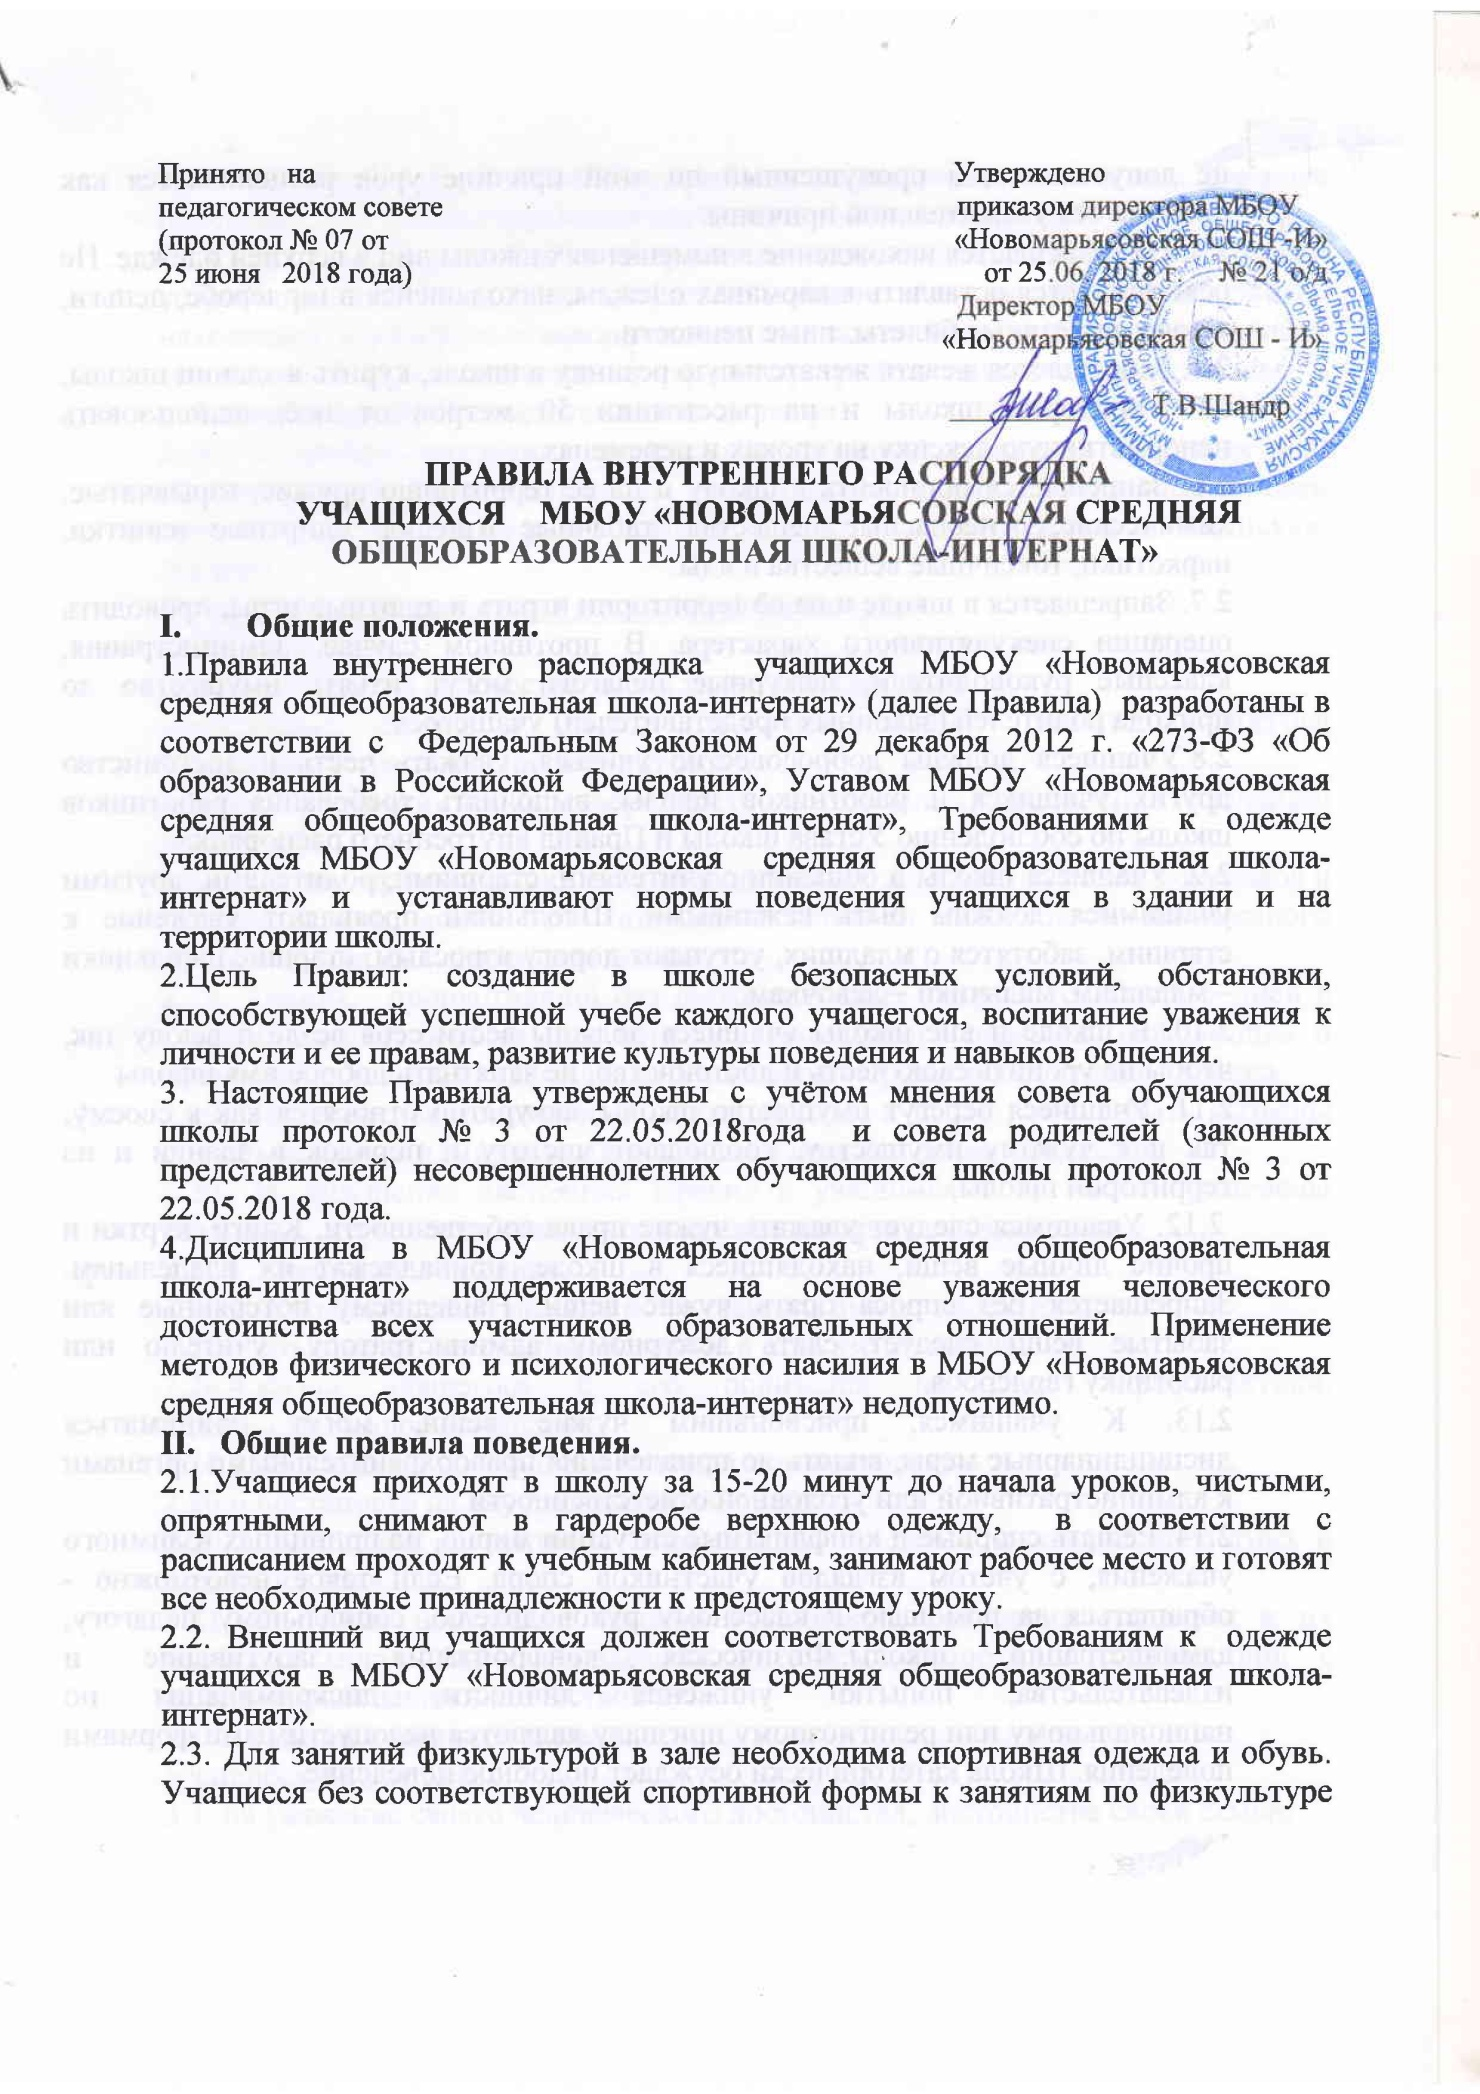 Принято на
педагогическом совете
(протокол № 07 от
25 июня 2018 года)
Утверждено
приказом директора МБОУ
«Новомарьясовская СОШ -И»
от 25.06. 2018 г. № 21 о/д
Директор МБОУ
«Новомарьясовская СОШ - И»
Т.В.Шандр
ПРАВИЛА ВНУТРЕННЕГО РАСПОРЯДКА
УЧАЩИХСЯ МБОУ «НОВОМАРЬЯСОВСКАЯ СРЕДНЯЯ
ОБЩЕОБРАЗОВАТЕЛЬНАЯ ШКОЛА-ИНТЕРНАТ»
I. Общие положения.
1.Правила внутреннего распорядка учащихся МБОУ «Новомарьясовская
средняя общеобразовательная школа-интернат» (далее Правила) разработаны в
соответствии с Федеральным Законом от 29 декабря 2012 г. «273-ФЗ «Об
образовании в Российской Федерации», Уставом МБОУ «Новомарьясовская
средняя общеобразовательная школа-интернат», Требованиями к одежде
учащихся МБОУ «Новомарьясовская средняя общеобразовательная школа-
интернат» и устанавливают нормы поведения учащихся в здании и на
территории школы.
2.Цель Правил: создание в школе безопасных условий, обстановки,
способствующей успешной учебе каждого учащегося, воспитание уважения к
личности и ее правам, развитие культуры поведения и навыков общения.
3. Настоящие Правила утверждены с учётом мнения совета обучающихся
школы протокол № 3 от 22.05.2018года и совета родителей (законных
представителей) несовершеннолетних обучающихся школы протокол № 3 от
22.05.2018 года.
4.Дисциплина в МБОУ «Новомарьясовская средняя общеобразовательная
школа-интернат» поддерживается на основе уважения человеческого
достоинства всех участников образовательных отношений. Применение
методов физического и психологического насилия в МБОУ «Новомарьясовская
средняя общеобразовательная школа-интернат» недопустимо.
II. Общие правила поведения.
2.1.Учащиеся приходят в школу за 15-20 минут до начала уроков, чистыми,
опрятными, снимают в гардеробе верхнюю одежду, в соответствии с
расписанием проходят к учебным кабинетам, занимают рабочее место и готовят
все необходимые принадлежности к предстоящему уроку.
2.2. Внешний вид учащихся должен соответствовать Требованиям к одежде
учащихся в МБОУ «Новомарьясовская средняя общеобразовательная школа-
интернат».
2.3. Для занятий физкультурой в зале необходима спортивная одежда и обувь.
Учащиеся без соответствующей спортивной формы к занятиям по физкультуре